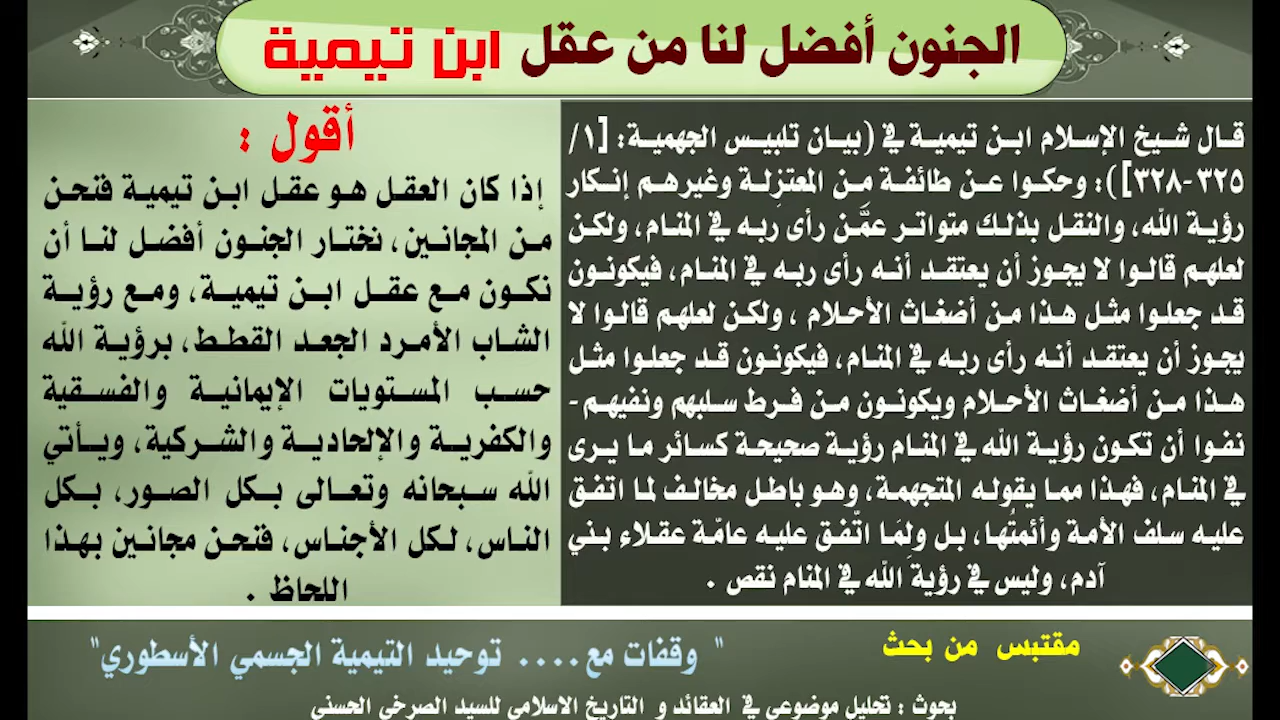 الجنون أفضل لنا من عقل ابن تيمية
قال شيخ الإسلام ابن تيمية في (بيان تلبيس الجهمية: [١/
٣٢٥-٣٢٨]): وحكوا عن طائفة من المعتزلة وغيرهم إنكار
رؤية الله، والنقل بذلك متواتر عمَّن رأى ربه في المنام، ولكن
لعلهم قالوا لا يجوز أن يعتقد أنه رأى ربه في المنام، فيكونون
قد جعلوا مثل هذا من أضغاث الأحلام ، ولكن لعلهم قالوا لا
يجوز أن يعتقد أنه رأى ربه في المنام، فيكونون قد جعلوا مثل
هذا من أضغاث الأحلام ويكونون من فرط سلبهم ونفيهم-
نفوا أن تكون رؤية الله في المنام رؤية صحيحة كسائر ما يرى
في المنام، فهذا مما يقوله المتجهمة، وهو باطل مخالف لما اتفق
عليه سلف الأمة وأئمتُها، بل ولمَا اتّفق عليه عامّة عقلاء بني
آدم، وليس في رؤية الله في المنام نقص .
أقول :
إذا كان العقل هو عقل ابن تيمية فنحن
من المجانين، نختار الجنون أفضل لنا أن
نكون مع عقل ابن تيمية، ومع رؤية
الشاب الأمرد الجعد القطط، برؤية الله
حسب المستويات الإيمانية والفسقية
والكفرية والإلحادية والشركية، ويأتي
الله سبحانه وتعالى بكل الصور، بكل
الناس، لكل الأجناس، فنحن مجانين بهذا
اللحاظ .
مقتبس من بحث
" وقفات مع.... توحيد التيمية الجسمي الأسطوري"
بحوث : تحليل موضوعي في العقائد و التاريخ الاسلامي للسيد الصرخي الحسني